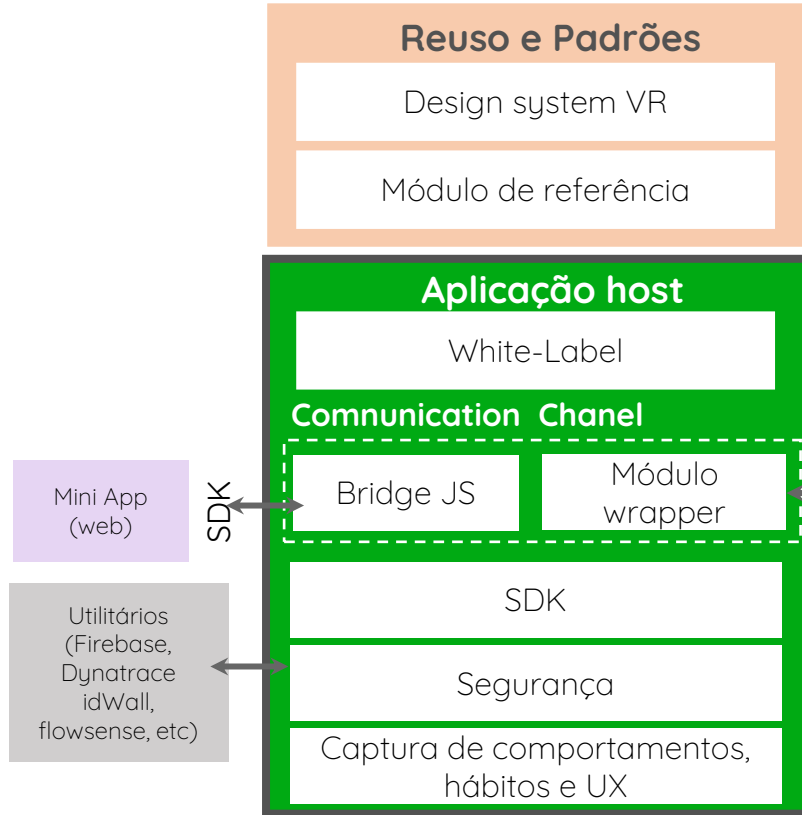 Reuso e Padrões
Design system VR
Módulo de referência
Aplicação host
White-Label
Comnunication Chanel
Mini App
(web)
SDK
Bridge JS
Módulo
wrapper
Utilitários
(Firebase,
Dynatrace
idWall,
flowsense, etc)
SDK
Segurança
Captura de comportamentos,
hábitos e UX